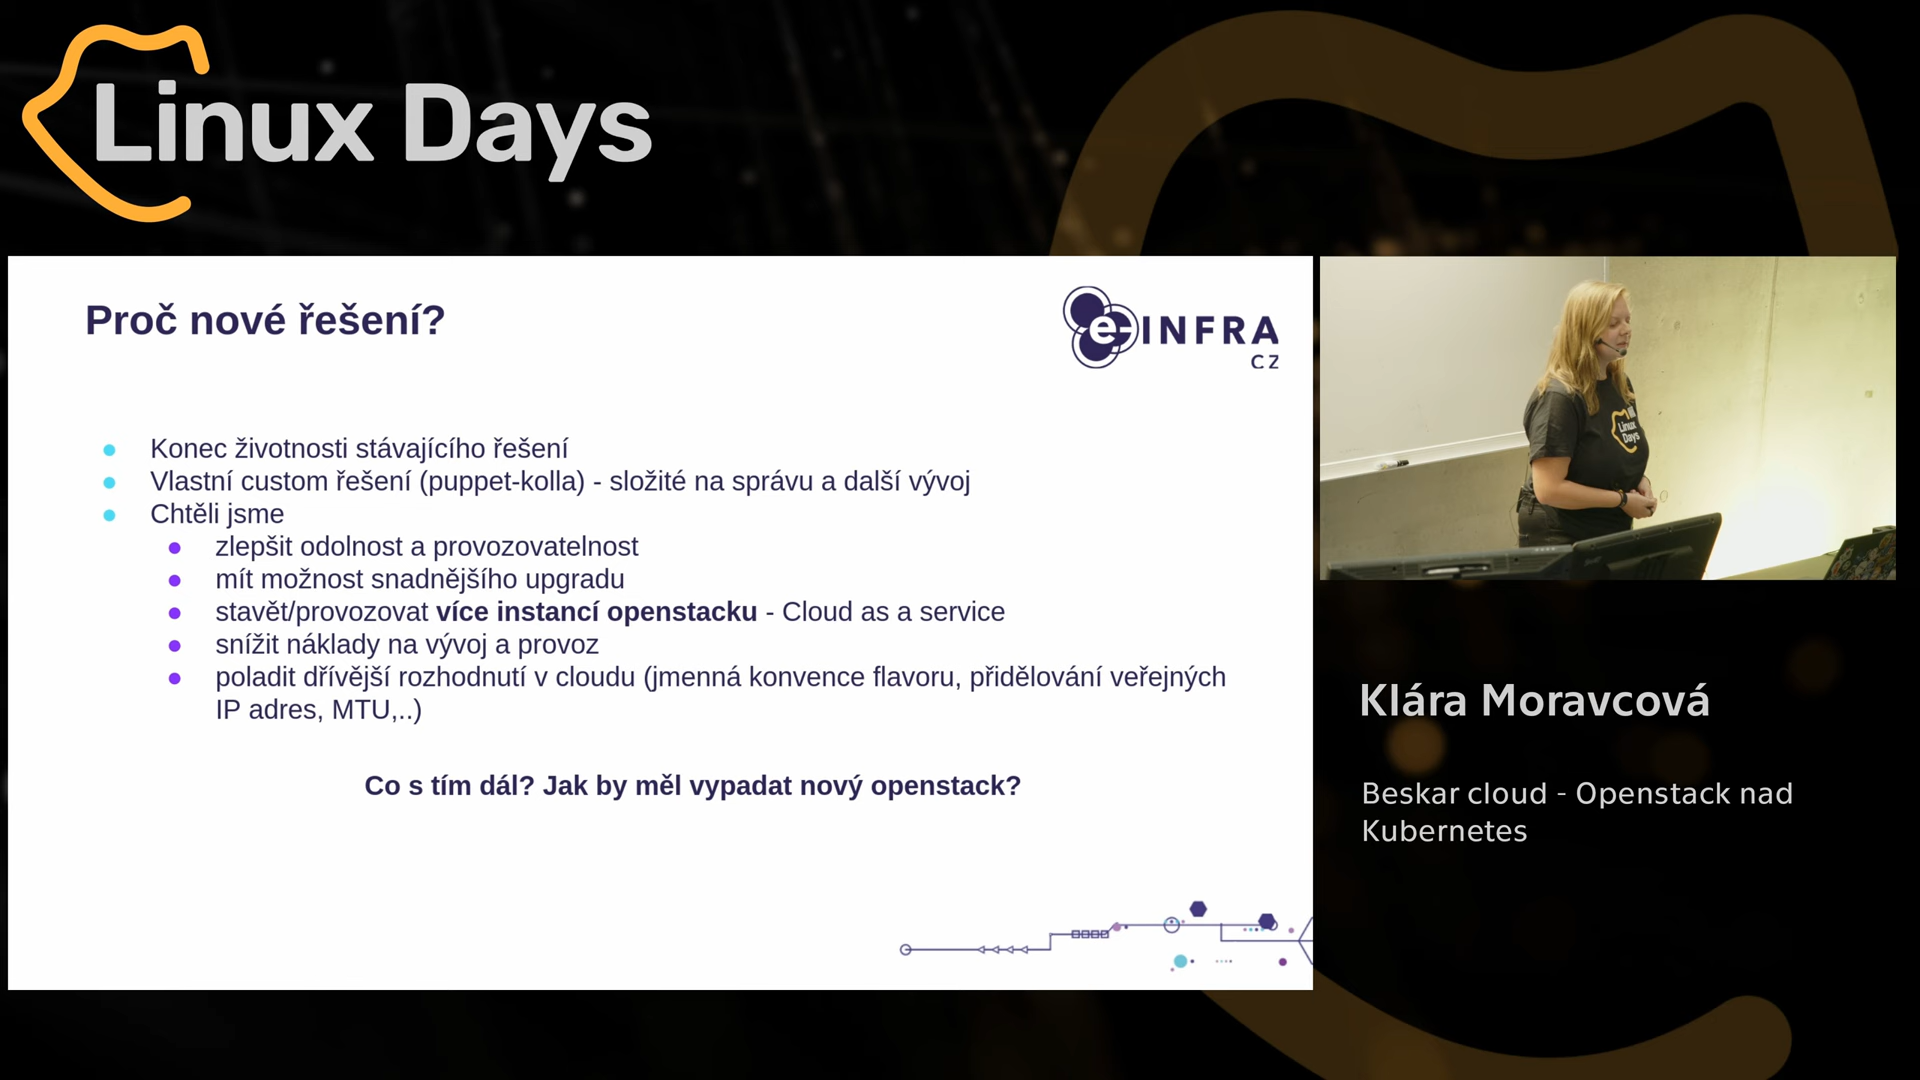 Linux Days
Proč nové řešení?
e-INFRA
CZ
Konec životnosti stávajícího řešení
Vlastní custom řešení (puppet-kolla) - složité na správu a další vývoj
Chtěli jsme
zlepšit odolnost a provozovatelnost
mít možnost snadnějšího upgradu
stavět/provozovat více instancí openstacku - Cloud as a service
snížit náklady na vývoj a provoz
poladit dřívější rozhodnutí v cloudu (jmenná konvence flavoru, přidělování veřejných
IP adres, MTU,..)
Co s tím dál? Jak by měl vypadat nový openstack?
Linux
Days
Klára Moravcová
Beskar cloud - Openstack nad
Kubernetes